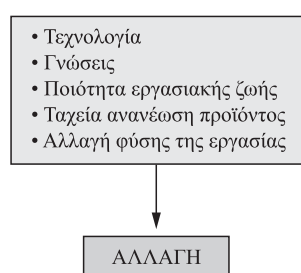 • Τεχνολογία
• Γνώσεις
• Ποιότητα εργασιακής ζωής
• Ταχεία ανανέωση προϊόντος
• Αλλαγή φύσης της εργασίας
ΑΛΛΑΓΗ